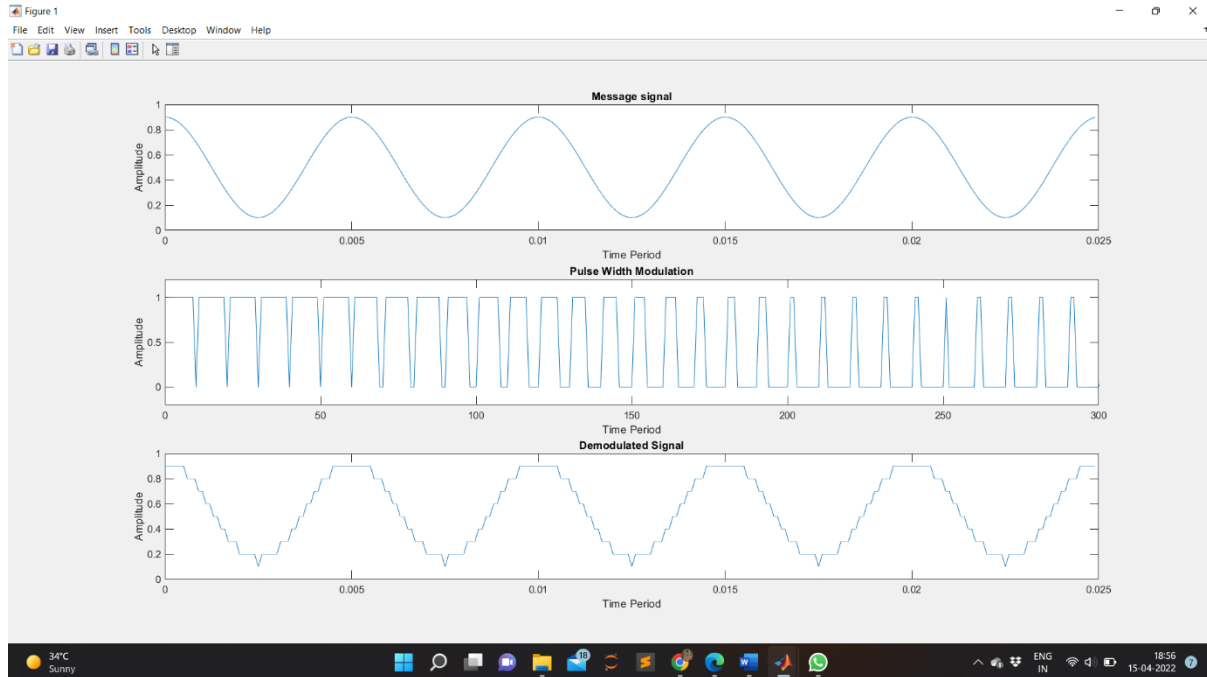 Figure 1
File Edit View Insert Tools Desktop Window Help
Message signal
1
0.8
0.6
0.4
0.2
0
Amplitude
0 0.005 0.01 0.015 0.02 0.025
Time Period
Pulse Width Modulation
1
0.5
0
Amplitude
0 50 100 150 200 250 300
Time Period
Demodulated Signal
1
0.8
0.6
0.4
0.2
0
Amplitude
0 0.005 0.01 0.015 0.02 0.025
Time Period
34°C
Sunny
18
ENG
IN
18:56
15-04-2022
7